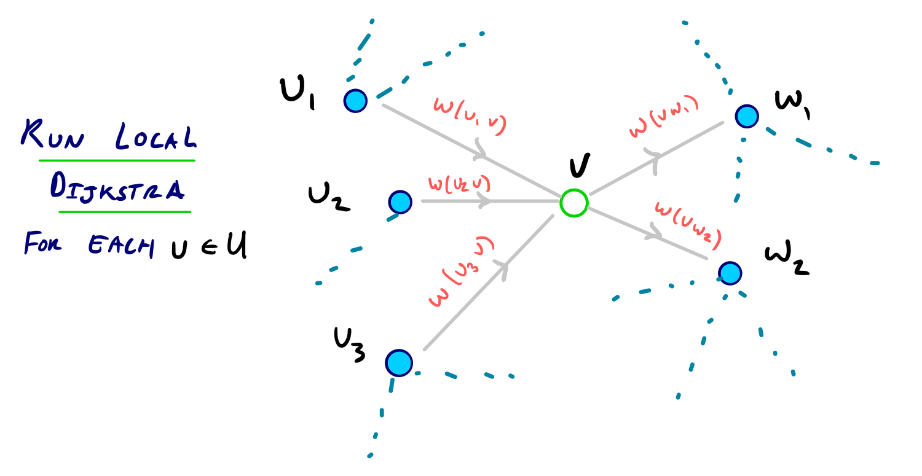 RUN LOCAL
DIJKSTRA
FOR EACH u ∈ U
U1
w(u1 v)
U2
w(u2 v)
U3
w(u3 v)
V
w(vw1)
W1
w(vw2)
W2